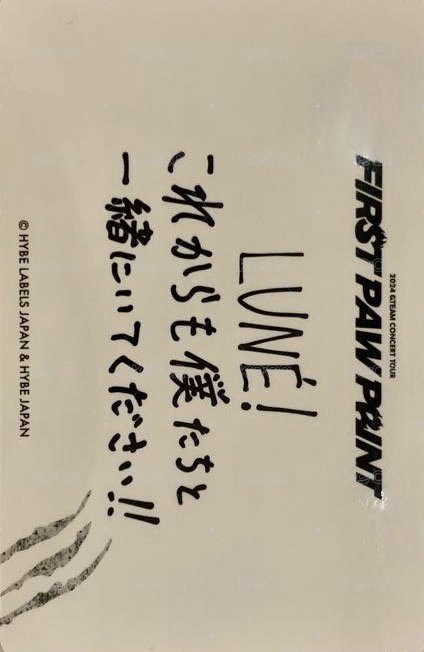 2024 &TEAM CONCERT TOUR
FIRST PAW PRINT
LUNÉ!
これからも僕たちと
一緒にいてください!!
© HYBE LABELS JAPAN & HYBE JAPAN